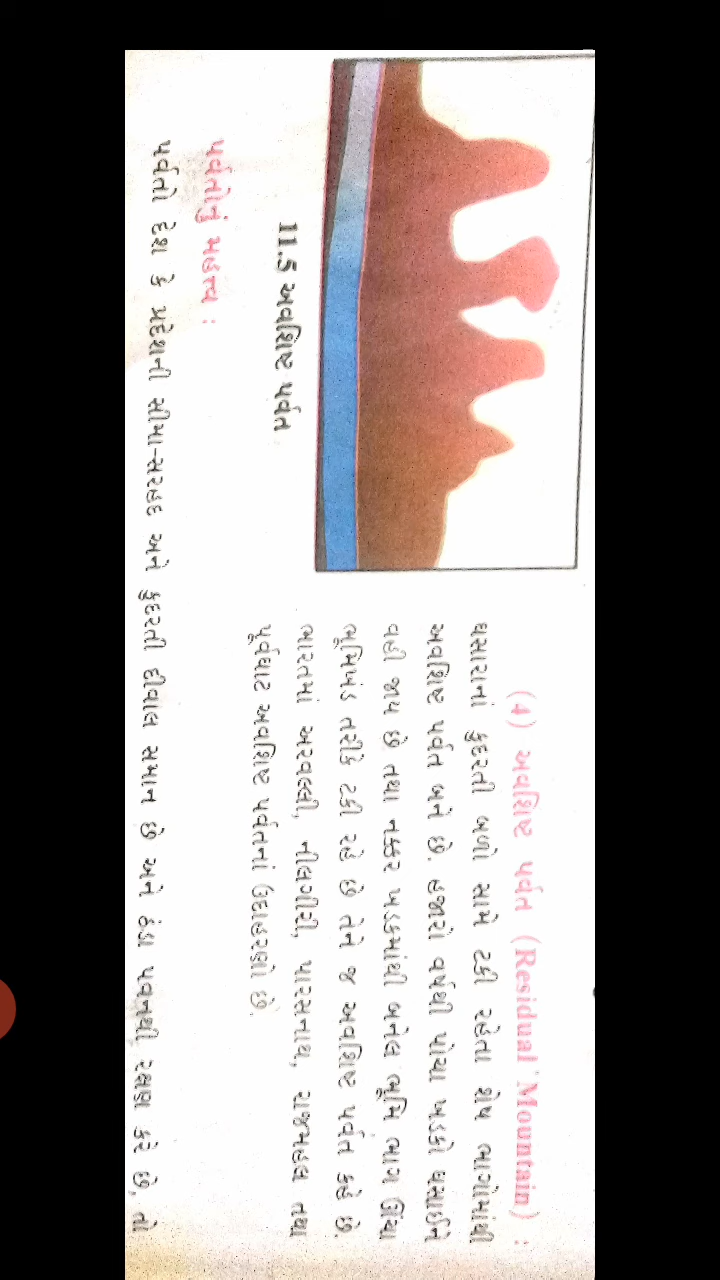 (4) અવશિષ્ટ પર્વત (Residual Mountain) :
ઘસારાનાં કુદરતી બળો સામે ટકી રહેતા શેષ ભાગોમાંથી
અવશિષ્ટ પર્વત બને છે. હજારો વર્ષથી પોચા ખડકો ઘસાઈને
વહી જાય છે તથા નક્કર ખડકમાંથી બનેલ ભૂમિ ભાગ ઊંચા
ભૂમિખંડ તરીકે ટકી રહે છે તેને જ અવશિષ્ટ પર્વત કહે છે.
ભારતમાં અરવલ્લી, નીલગીરી, પારસનાથ, રાજમહલ તથા
પૂર્વઘાટ અવશિષ્ટ પર્વતનાં ઉદાહરણો છે.
11.5 અવશિષ્ટ પર્વત
પર્વતોનું મહત્ત્વ :
પર્વતો દેશ કે પ્રદેશની સીમા-સરહદ અને કુદરતી દીવાલ સમાન છે અને ઠંડા પવનથી રક્ષણ કરે છે, તો